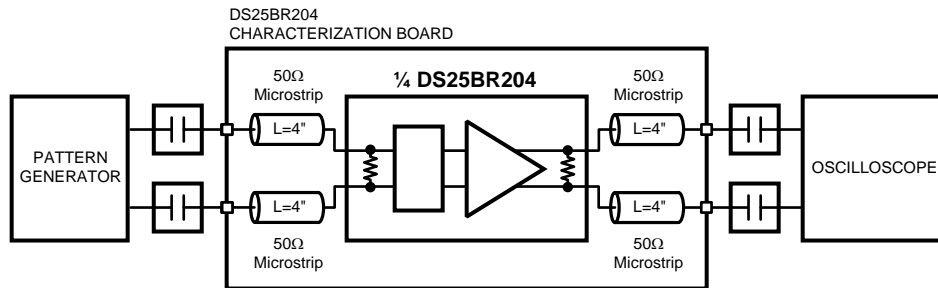 DS25BR204
CHARACTERIZATION BOARD
50Ω
Microstrip
¼ DS25BR204
50Ω
Microstrip
L=4"
L=4"
PATTERN
GENERATOR
OSCILLOSCOPE
L=4"
L=4"
50Ω
Microstrip
50Ω
Microstrip